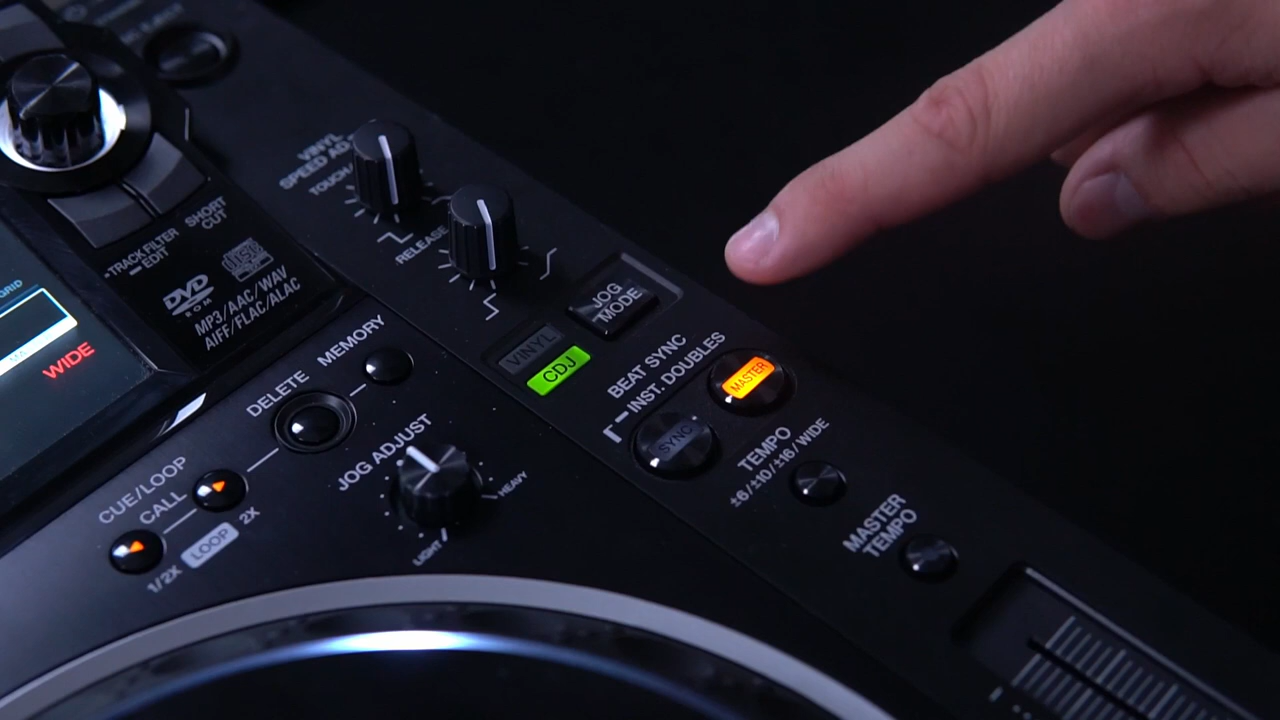 VINYL
SPEED ADJ
TOUCH
RELEASE
TRACK FILTER
EDIT
SHORT
CUT
DVD
ROM
MP3/AAC/WAV
AIFF/FLAC/ALAC
GRID
WIDE
JOG
MODE
VINYL
CDJ
BEAT SYNC
INST. DOUBLES
MASTER
SYNC
TEMPO
±6/±10/±16/WIDE
MASTER
TEMPO
MEMORY
DELETE
JOG ADJUST
HEAVY
LIGHT
CUE/LOOP
CALL
LOOP
1/2X
2X